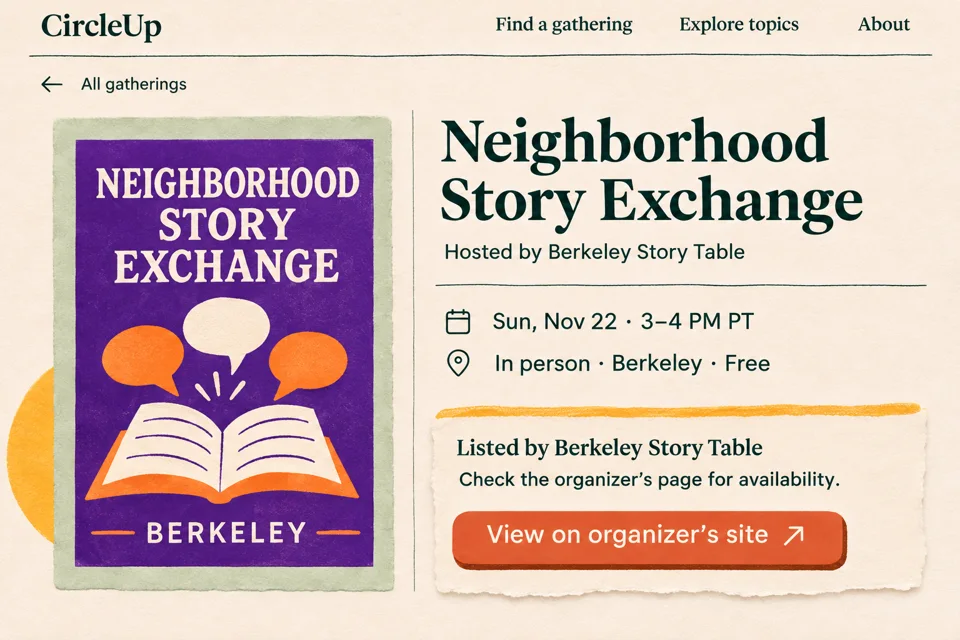 CircleUp
Find a gathering
Explore topics
About
← All gatherings
NEIGHBORHOOD
STORY
EXCHANGE
BERKELEY
Neighborhood
Story Exchange
Hosted by Berkeley Story Table
Sun, Nov 22 · 3–4 PM PT
In person · Berkeley · Free
Listed by Berkeley Story Table
Check the organizer’s page for availability.
View on organizer’s site ↗